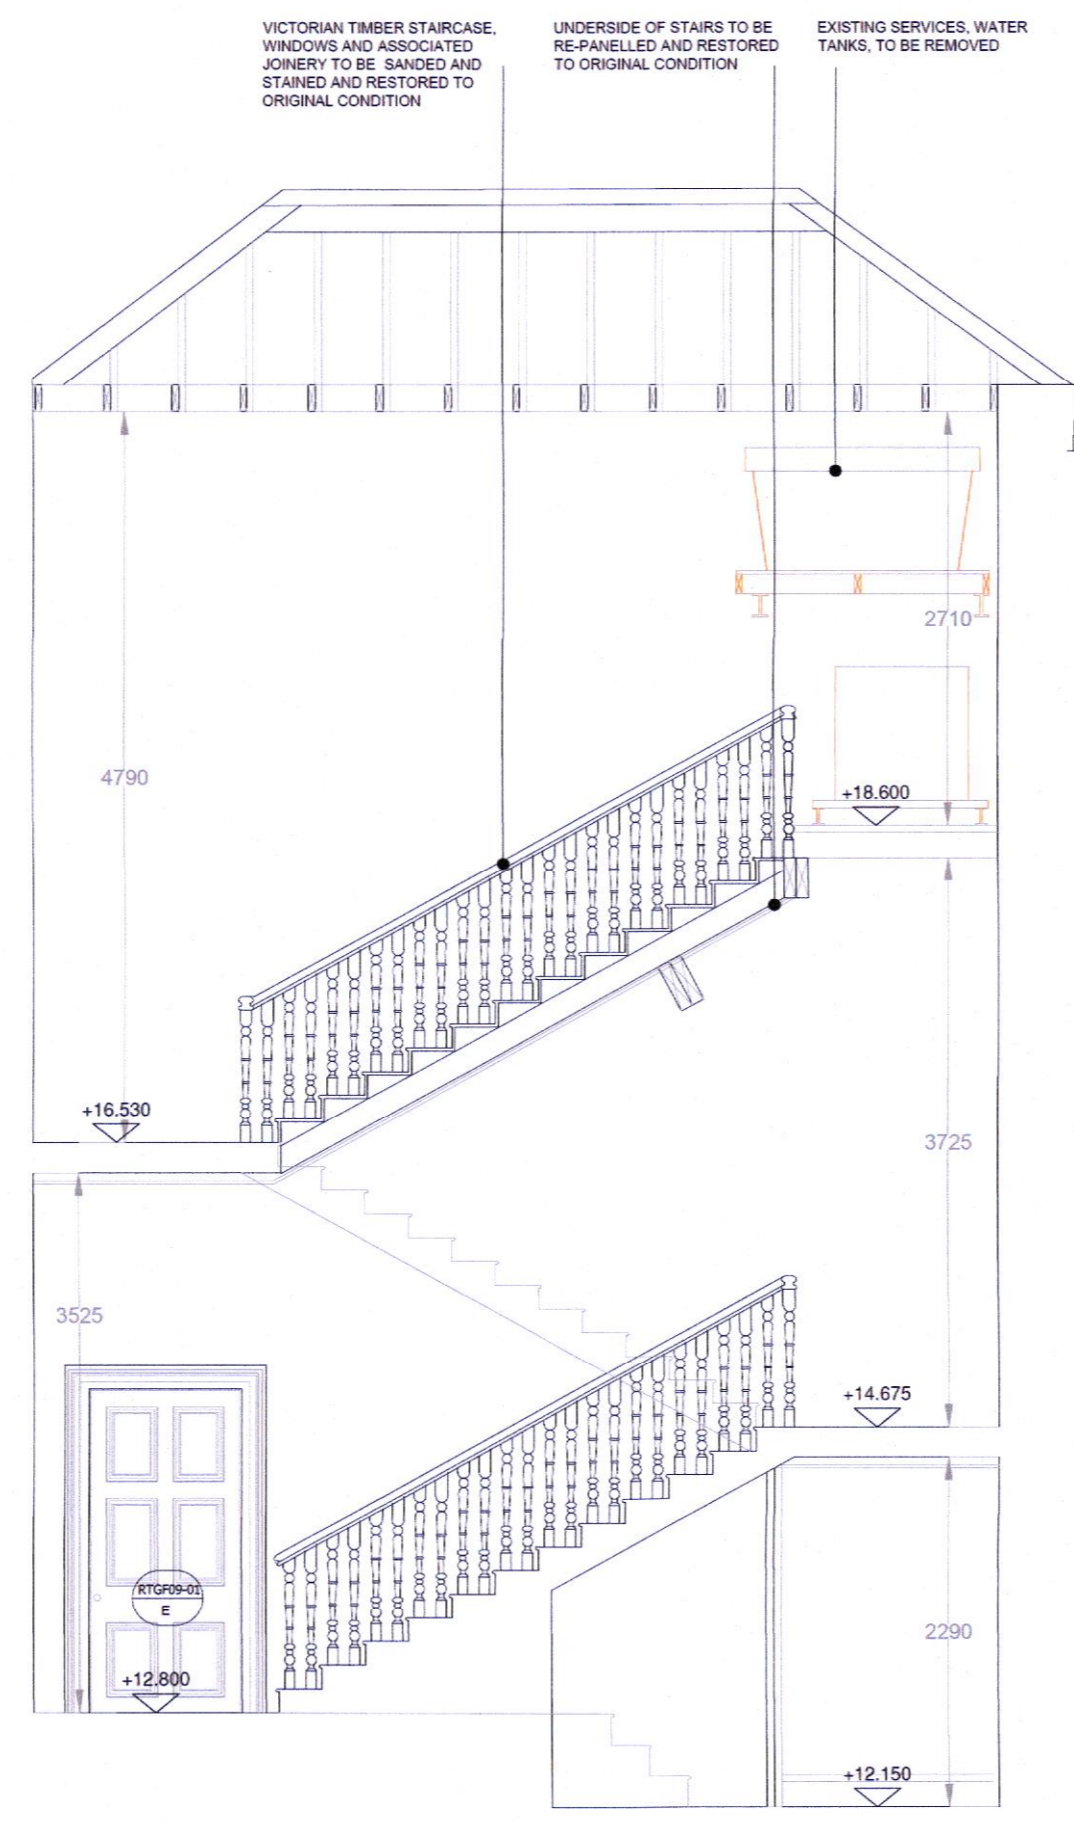 VICTORIAN TIMBER STAIRCASE,
WINDOWS AND ASSOCIATED
JOINERY TO BE SANDED AND
STAINED AND RESTORED TO
ORIGINAL CONDITION
UNDERSIDE OF STAIRS TO BE
RE-PANELLED AND RESTORED
TO ORIGINAL CONDITION
EXISTING SERVICES, WATER
TANKS, TO BE REMOVED
2710
4790
+18.600
+16.530
3725
3525
+14.675
RTGF09-01
E
2290
+12.800
+12.150